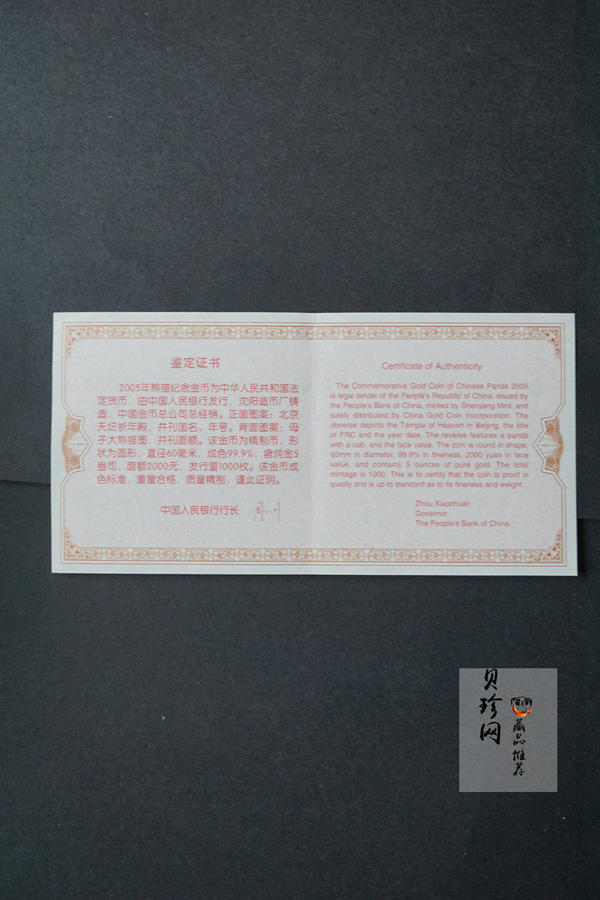 鉴定证书
2005年熊猫纪念金币为中华人民共和国法
定货币，由中国人民银行发行，沈阳造币厂铸
造，中国金币总公司总经销。正面图案：北京
天坛祈年殿，并刊国名、年号。背面图案：母
子大熊猫图，并刊面额。该金币为精制币，形
状为圆形，直径60毫米，成色99.9%，含纯金5
盎司，面额2000元，发行量1000枚。该金币成
色标准，重量合格，质量精制，谨此证明。
中国人民银行行长
Certificate of Authenticity
The Commemorative Gold Coin of Chinese Panda 2005
is legal tender of the People's Republic of China, issued by
the People's Bank of China, minted by Shenyang Mint, and
solely distributed by China Gold Coin Incorporation. The
obverse depicts the Tample of Heaven in Beijing, the title
of PRC and the year date. The reverse features a panda
with a cub, and the face value. The coin is round in shape,
60mm in diameter, 99.9% in fineness, 2000 yuan in face
value, and contains 5 ounces of pure gold. The total
mintage is 1000. This is to certify that the coin is proof in
quality and is up to standard as to its fineness and weight.
Zhou Xiaochuan
Governor
The People's Bank of China
贝珍网
藏品推荐